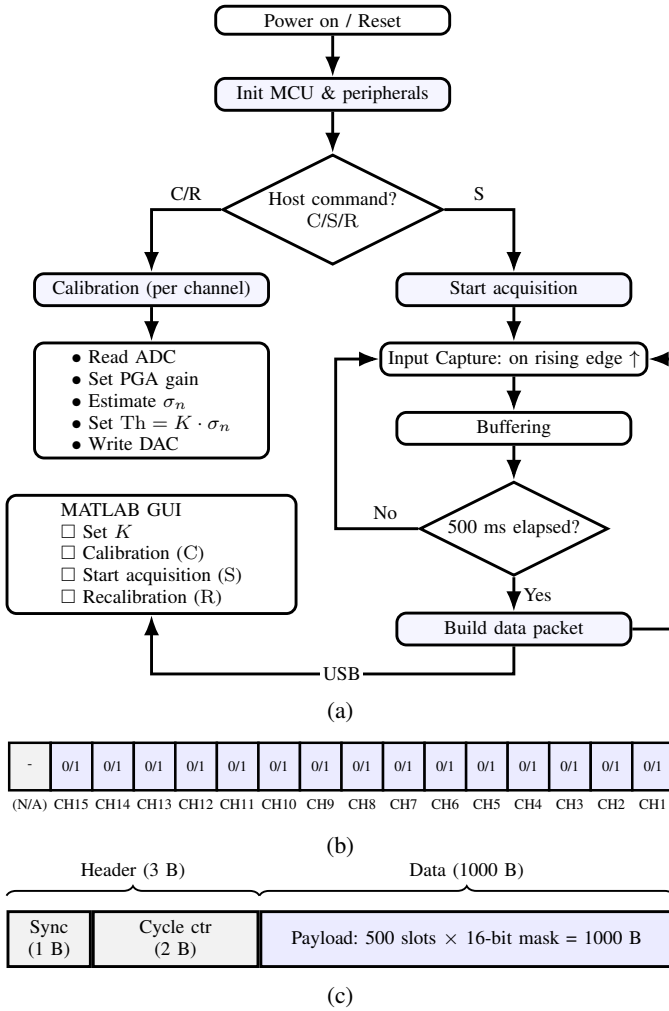 Power on / Reset
Init MCU & peripherals
Host command?
C/S/R
C/R
S
Calibration (per channel)
Start acquisition
• Read ADC
• Set PGA gain
• Estimate σₙ
• Set Th = K · σₙ
• Write DAC
Input Capture: on rising edge ↑
Buffering
MATLAB GUI
☐ Set K
☐ Calibration (C)
☐ Start acquisition (S)
☐ Recalibration (R)
No
500 ms elapsed?
Yes
Build data packet
USB
(a)
- 0/1 0/1 0/1 0/1 0/1 0/1 0/1 0/1 0/1 0/1 0/1 0/1 0/1 0/1 0/1
(N/A) CH15 CH14 CH13 CH12 CH11 CH10 CH9 CH8 CH7 CH6 CH5 CH4 CH3 CH2 CH1
(b)
Header (3 B) Data (1000 B)
Sync
(1 B)
Cycle ctr
(2 B)
Payload: 500 slots × 16-bit mask = 1000 B
(c)